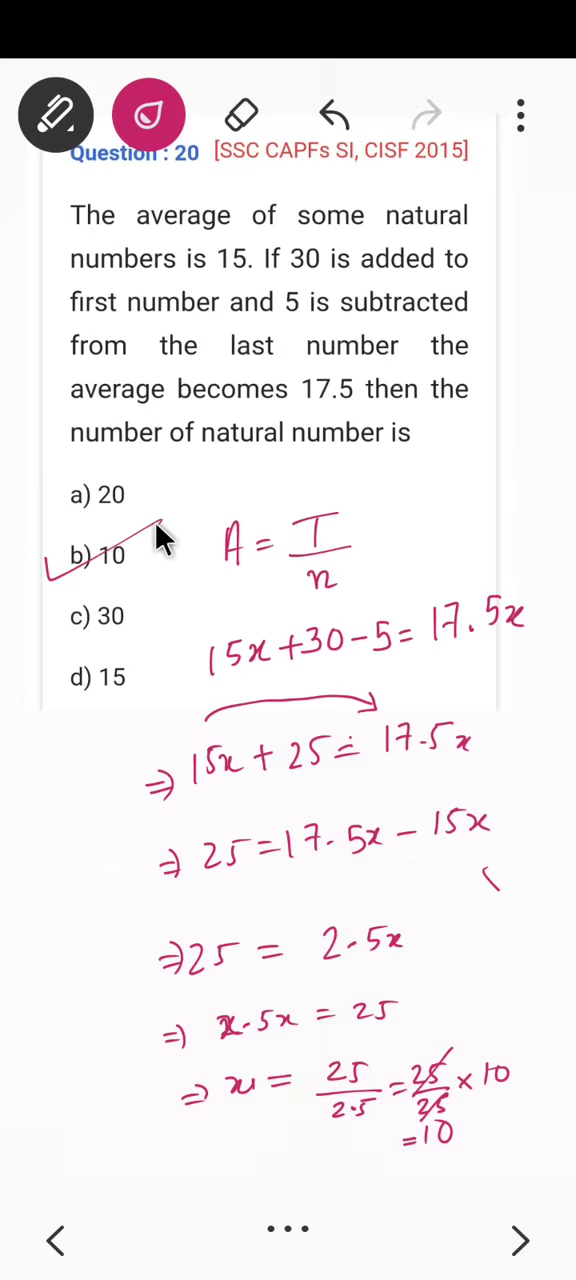 Question : 20 [SSC CAPFs SI, CISF 2015]
The average of some natural
numbers is 15. If 30 is added to
first number and 5 is subtracted
from the last number the
average becomes 17.5 then the
number of natural number is
a) 20
b) 10
c) 30
d) 15
A = T/n
15x+30-5=17.5x
⇒ 15x + 25 = 17.5x
⇒ 25=17.5x - 15x
⇒ 25 = 2.5x
⇒ 2.5x = 25
⇒ x = 25/2.5 = 25/25 × 10
=10